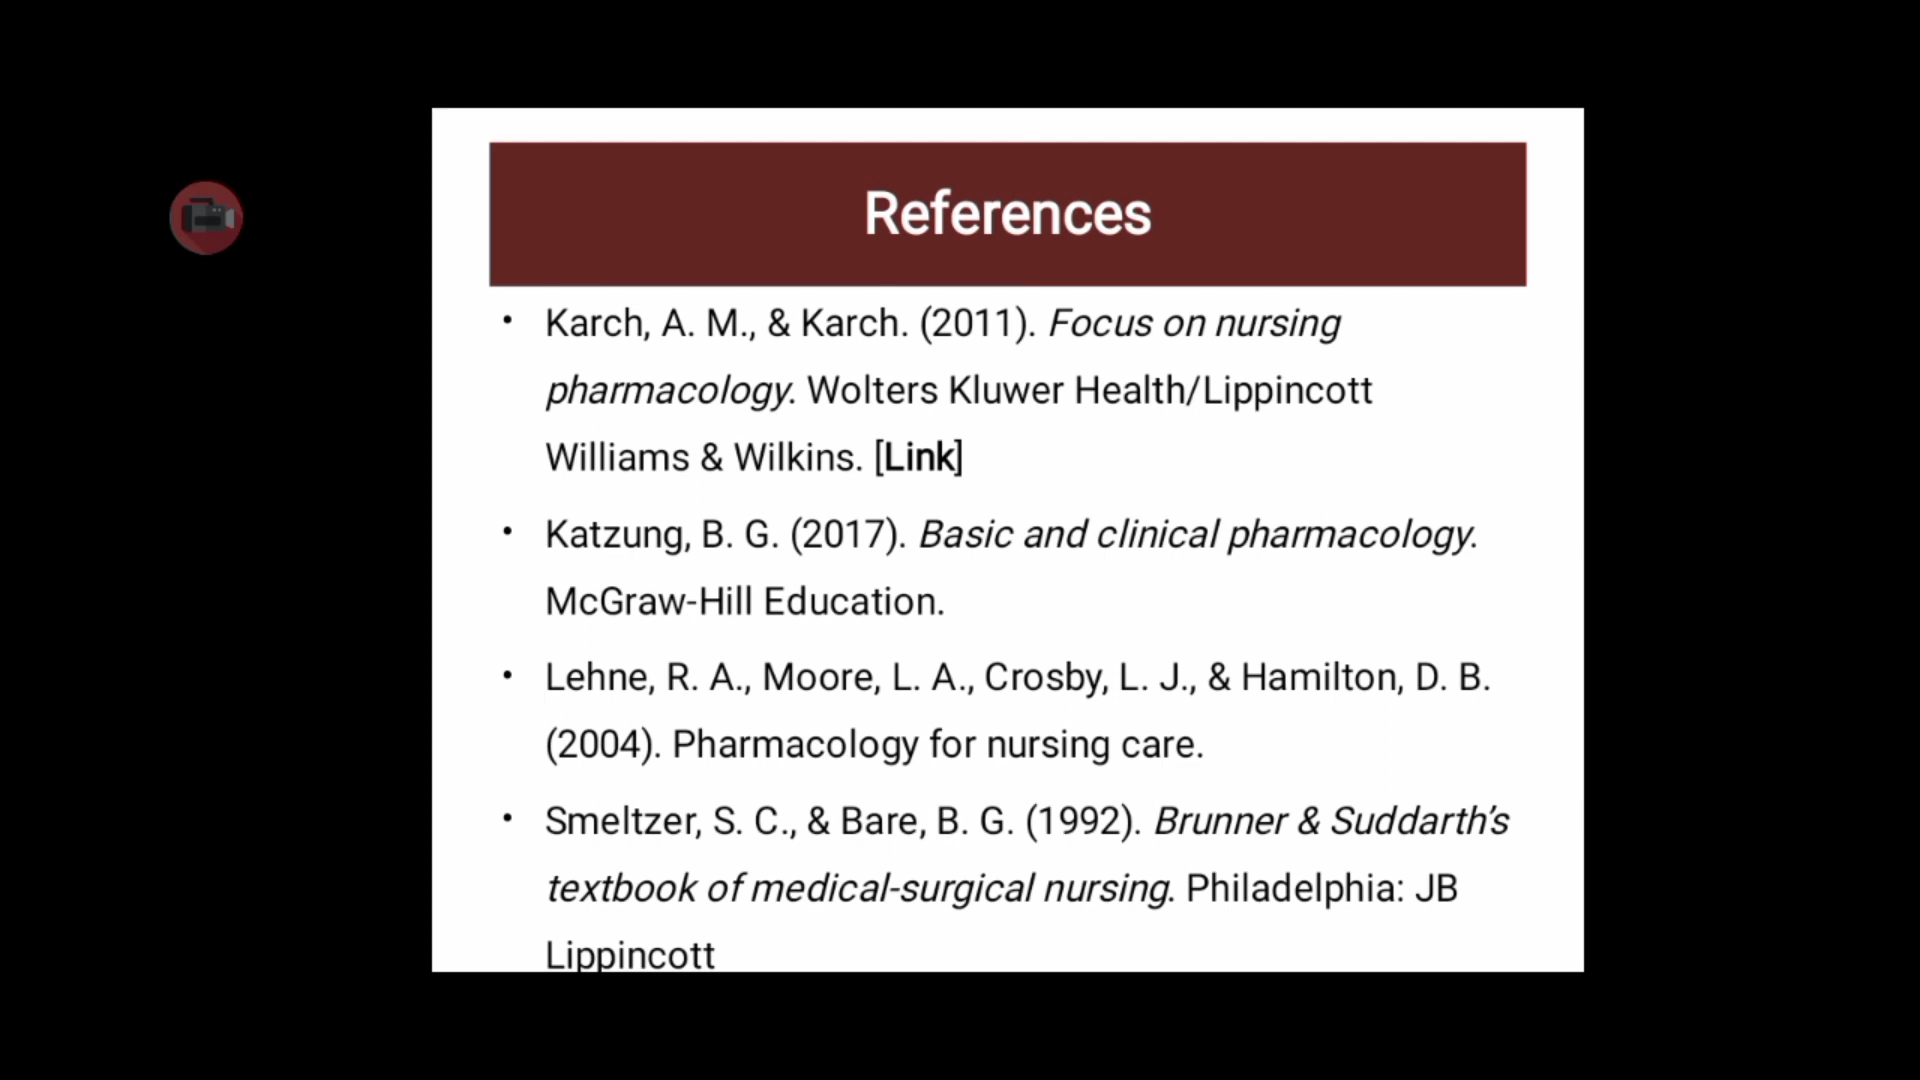 References
• Karch, A. M., & Karch. (2011). Focus on nursing
pharmacology. Wolters Kluwer Health/Lippincott
Williams & Wilkins. [Link]
• Katzung, B. G. (2017). Basic and clinical pharmacology.
McGraw-Hill Education.
• Lehne, R. A., Moore, L. A., Crosby, L. J., & Hamilton, D. B.
(2004). Pharmacology for nursing care.
• Smeltzer, S. C., & Bare, B. G. (1992). Brunner & Suddarth’s
textbook of medical-surgical nursing. Philadelphia: JB
Lippincott